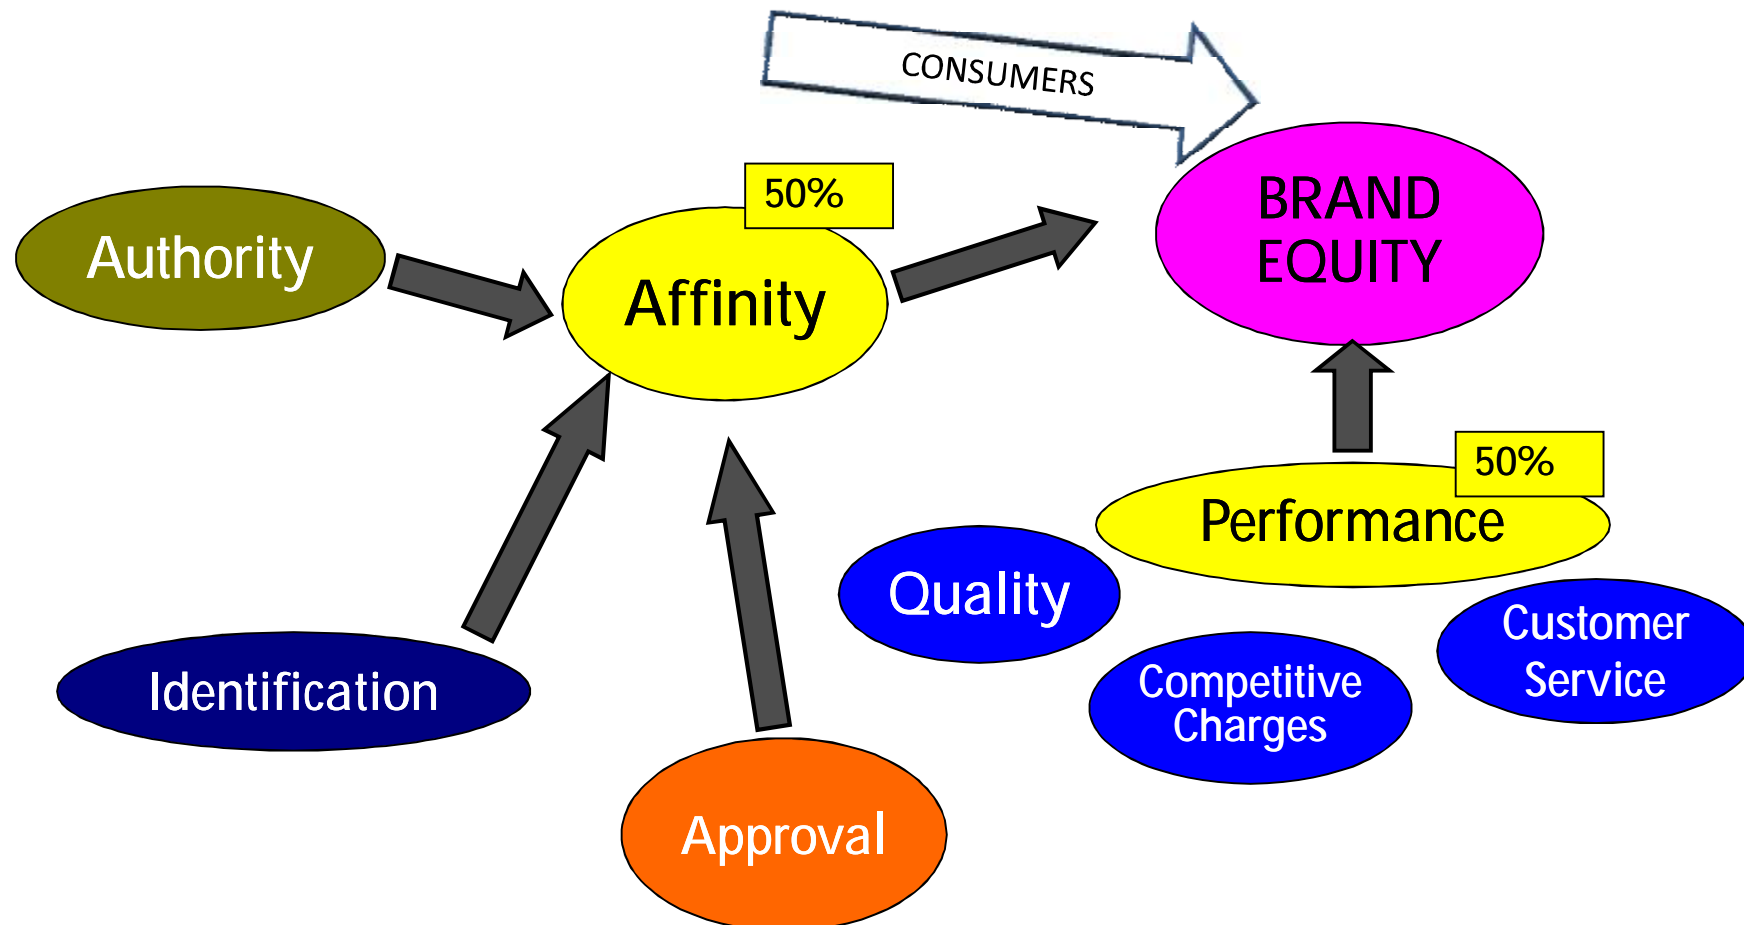 CONSUMERS
BRAND
EQUITY
50%
Authority
Affinity
50%
Performance
Quality
Customer
Service
Competitive
Charges
Identification
Approval